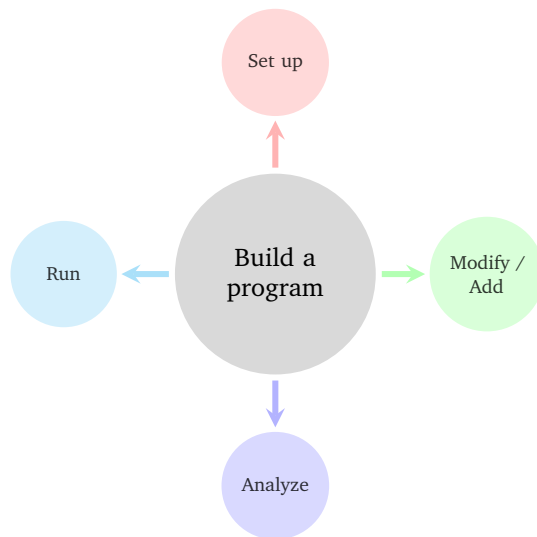 Set up
Run
Build a
program
Modify /
Add
Analyze